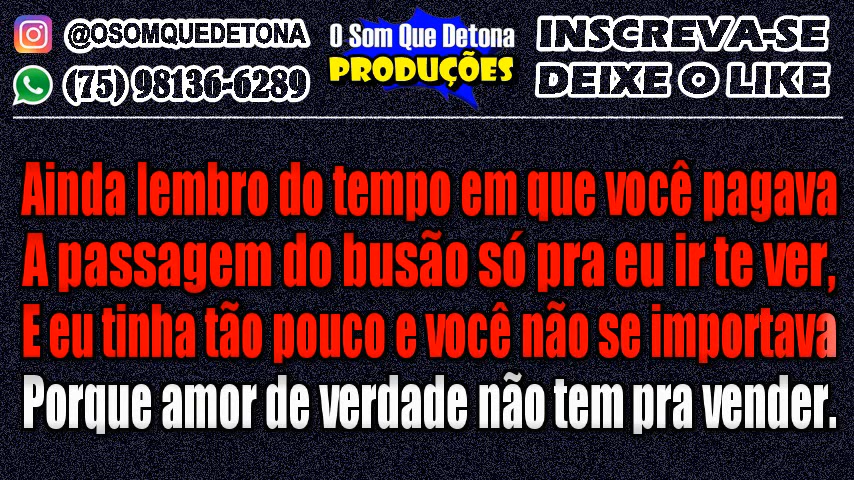 @OSOMQUEDETONA
(75) 98136-6289
O Som Que Detona
PRODUÇÕES
INSCREVA-SE
DEIXE O LIKE
Ainda lembro do tempo em que você pagava
A passagem do busão só pra eu ir te ver,
E eu tinha tão pouco e você não se importava
Porque amor de verdade não tem pra vender.